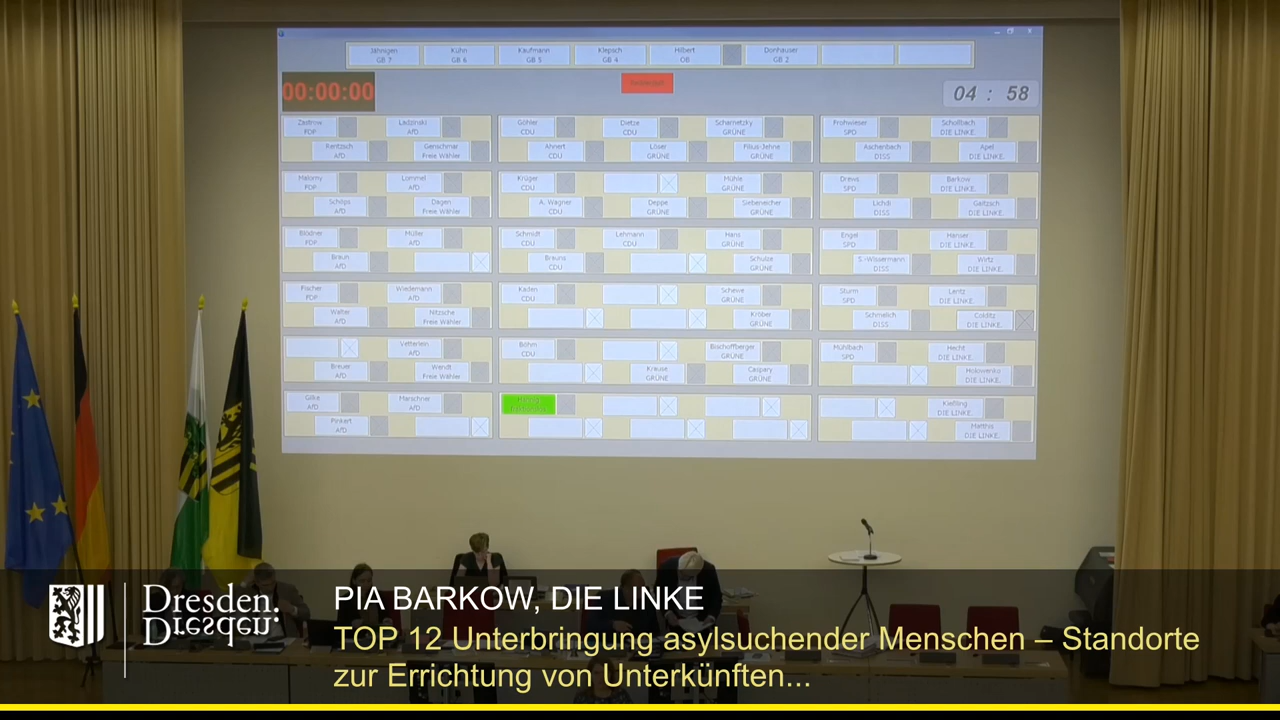 Jähnigen
GB 7
Kühn
GB 6
Kaufmann
GB 5
Klepsch
GB 4
Hilbert
OB
Donhauser
GB 2
00:00:00
04 : 58
Zastrow
FDP
Ladzinski
AfD
Göhler
CDU
Dietze
CDU
Scharnetzky
GRÜNE
Frohwieser
SPD
Schollbach
DIE LINKE.
Rentzsch
AfD
Genschmar
Freie Wähler
Ahnert
CDU
Löser
GRÜNE
Filius-Jehne
GRÜNE
Aschenbach
DISS
Apel
DIE LINKE.
Malorny
FDP
Lommel
AfD
Krüger
CDU
Mühle
GRÜNE
Drews
SPD
Barkow
DIE LINKE.
Schöps
AfD
Dagen
Freie Wähler
A. Wagner
CDU
Deppe
GRÜNE
Siebeneicher
GRÜNE
Lichdi
DISS
Gaitzsch
DIE LINKE.
Blödner
FDP
Müller
AfD
Schmidt
CDU
Lehmann
CDU
Hans
GRÜNE
Engel
SPD
Hanser
DIE LINKE.
Braun
AfD
Brauns
CDU
Schulze
GRÜNE
S.-Wissermann
DISS
Wirtz
DIE LINKE.
Fischer
FDP
Wiedemann
AfD
Kaden
CDU
Schewe
GRÜNE
Sturm
SPD
Lentz
DIE LINKE.
Walter
AfD
Nitzsche
Freie Wähler
Kröber
GRÜNE
Schmelich
DISS
Colditz
DIE LINKE.
Vetterlein
AfD
Böhm
CDU
Bischoffberger
GRÜNE
Mühlbach
SPD
Hecht
DIE LINKE.
Breuer
AfD
Wendt
Freie Wähler
Krause
GRÜNE
Caspary
GRÜNE
Holowenko
DIE LINKE.
Gilke
AfD
Marschner
AfD
Kießling
DIE LINKE.
Pinkert
AfD
Matthis
DIE LINKE.
Dresden.
Dresden.
PIA BARKOW, DIE LINKE
TOP 12 Unterbringung asylsuchender Menschen – Standorte
zur Errichtung von Unterkünften...